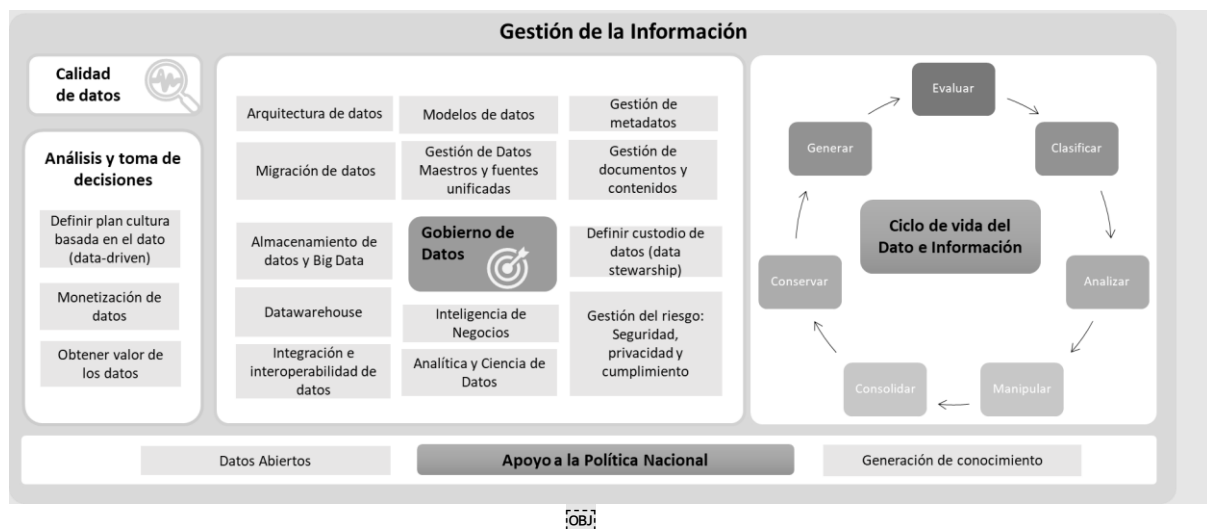 Gestión de la Información
Calidad
de datos
Análisis y toma de
decisiones
Definir plan cultura
basada en el dato
(data-driven)
Monetización de
datos
Obtener valor de
los datos
Arquitectura de datos
Modelos de datos
Gestión de
metadatos
Migración de datos
Gestión de Datos
Maestros y fuentes
unificadas
Gestión de
documentos y
contenidos
Almacenamiento de
datos y Big Data
Gobierno de
Datos
Definir custodio de
datos (data
stewarship)
Datawarehouse
Inteligencia de
Negocios
Gestión del riesgo:
Seguridad,
privacidad y
cumplimiento
Integración e
interoperabilidad de
datos
Analítica y Ciencia de
Datos
Evaluar
Clasificar
Analizar
Manipular
Consolidar
Conservar
Generar
Ciclo de vida del
Dato e Información
Datos Abiertos
Apoyo a la Política Nacional
Generación de conocimiento
OBJ